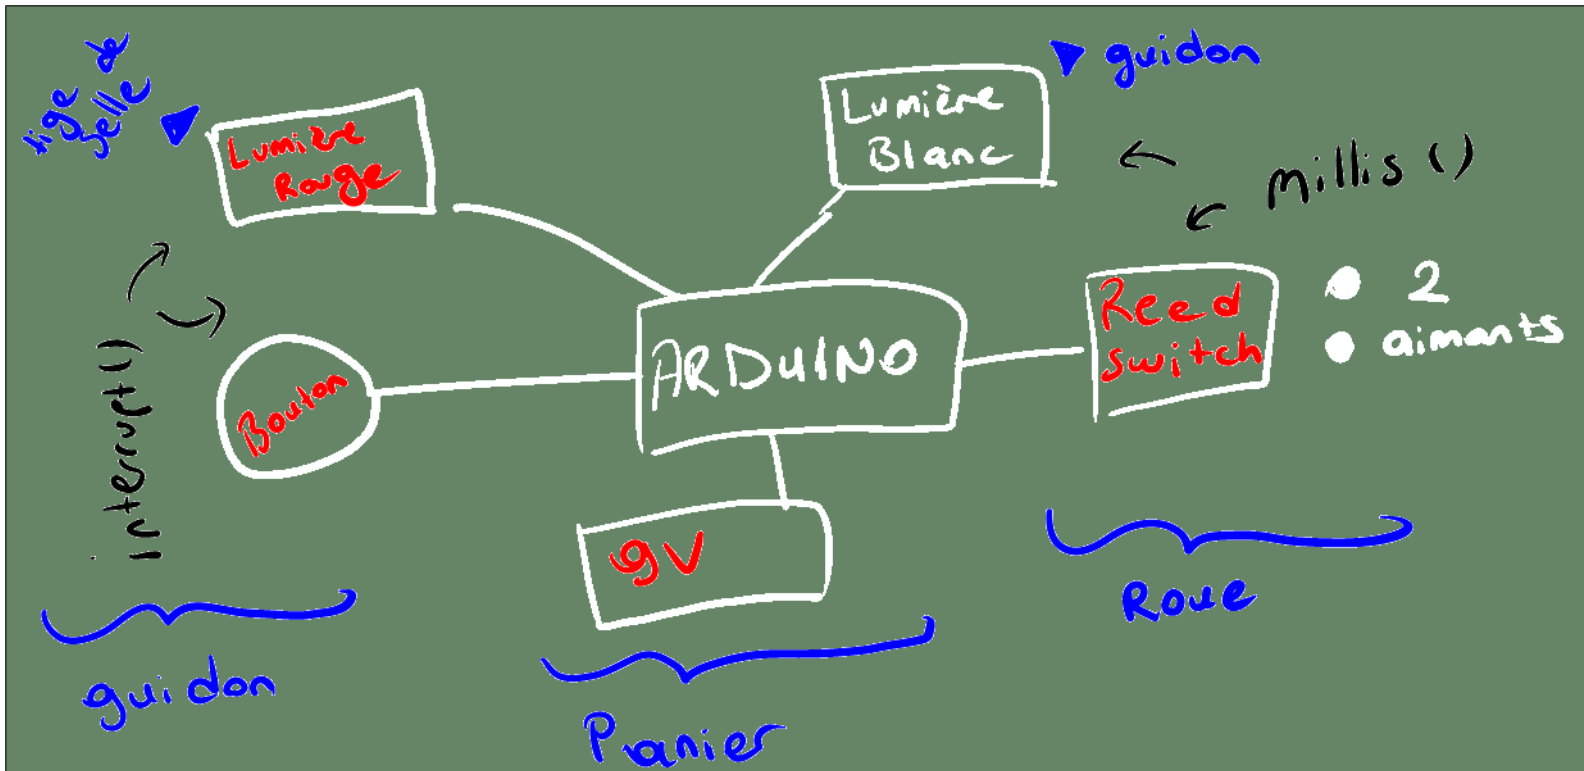 tige de
selle
Lumière
Rouge
Lumière
Blanc
guidon
millis ()
interrupt()
Bouton
ARDUINO
Reed
switch
2
aimants
9V
guidon
Panier
Roue